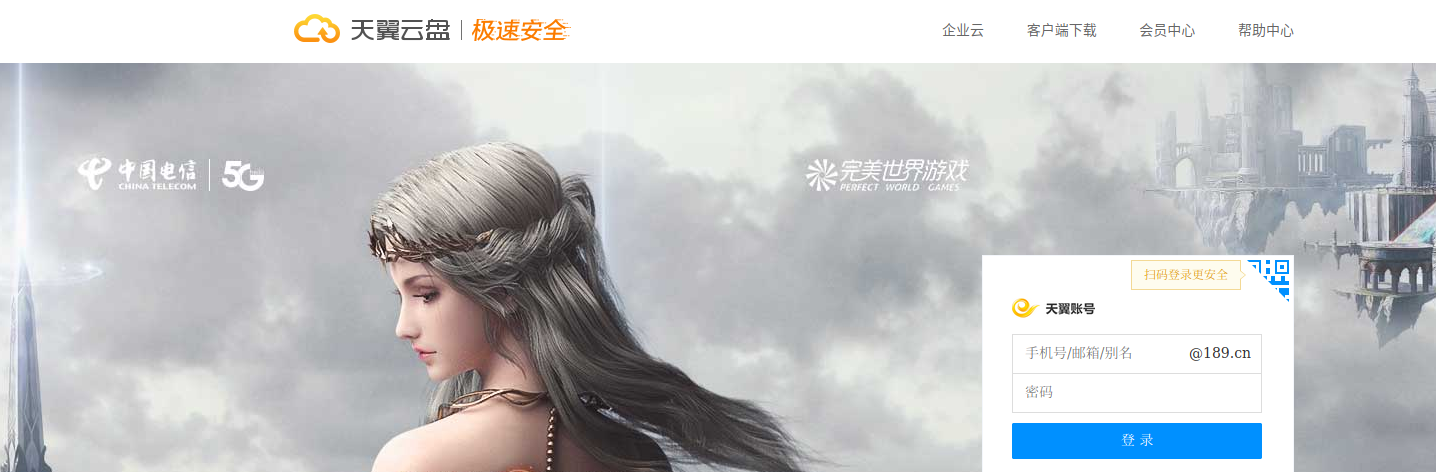 天翼云盘 极速安全
企业云 客户端下载 会员中心 帮助中心
中国电信 CHINA TELECOM 5G
完美世界游戏
PERFECT WORLD GAMES
扫码登录更安全
天翼账号
手机号/邮箱/别名 @189.cn
密码
登 录